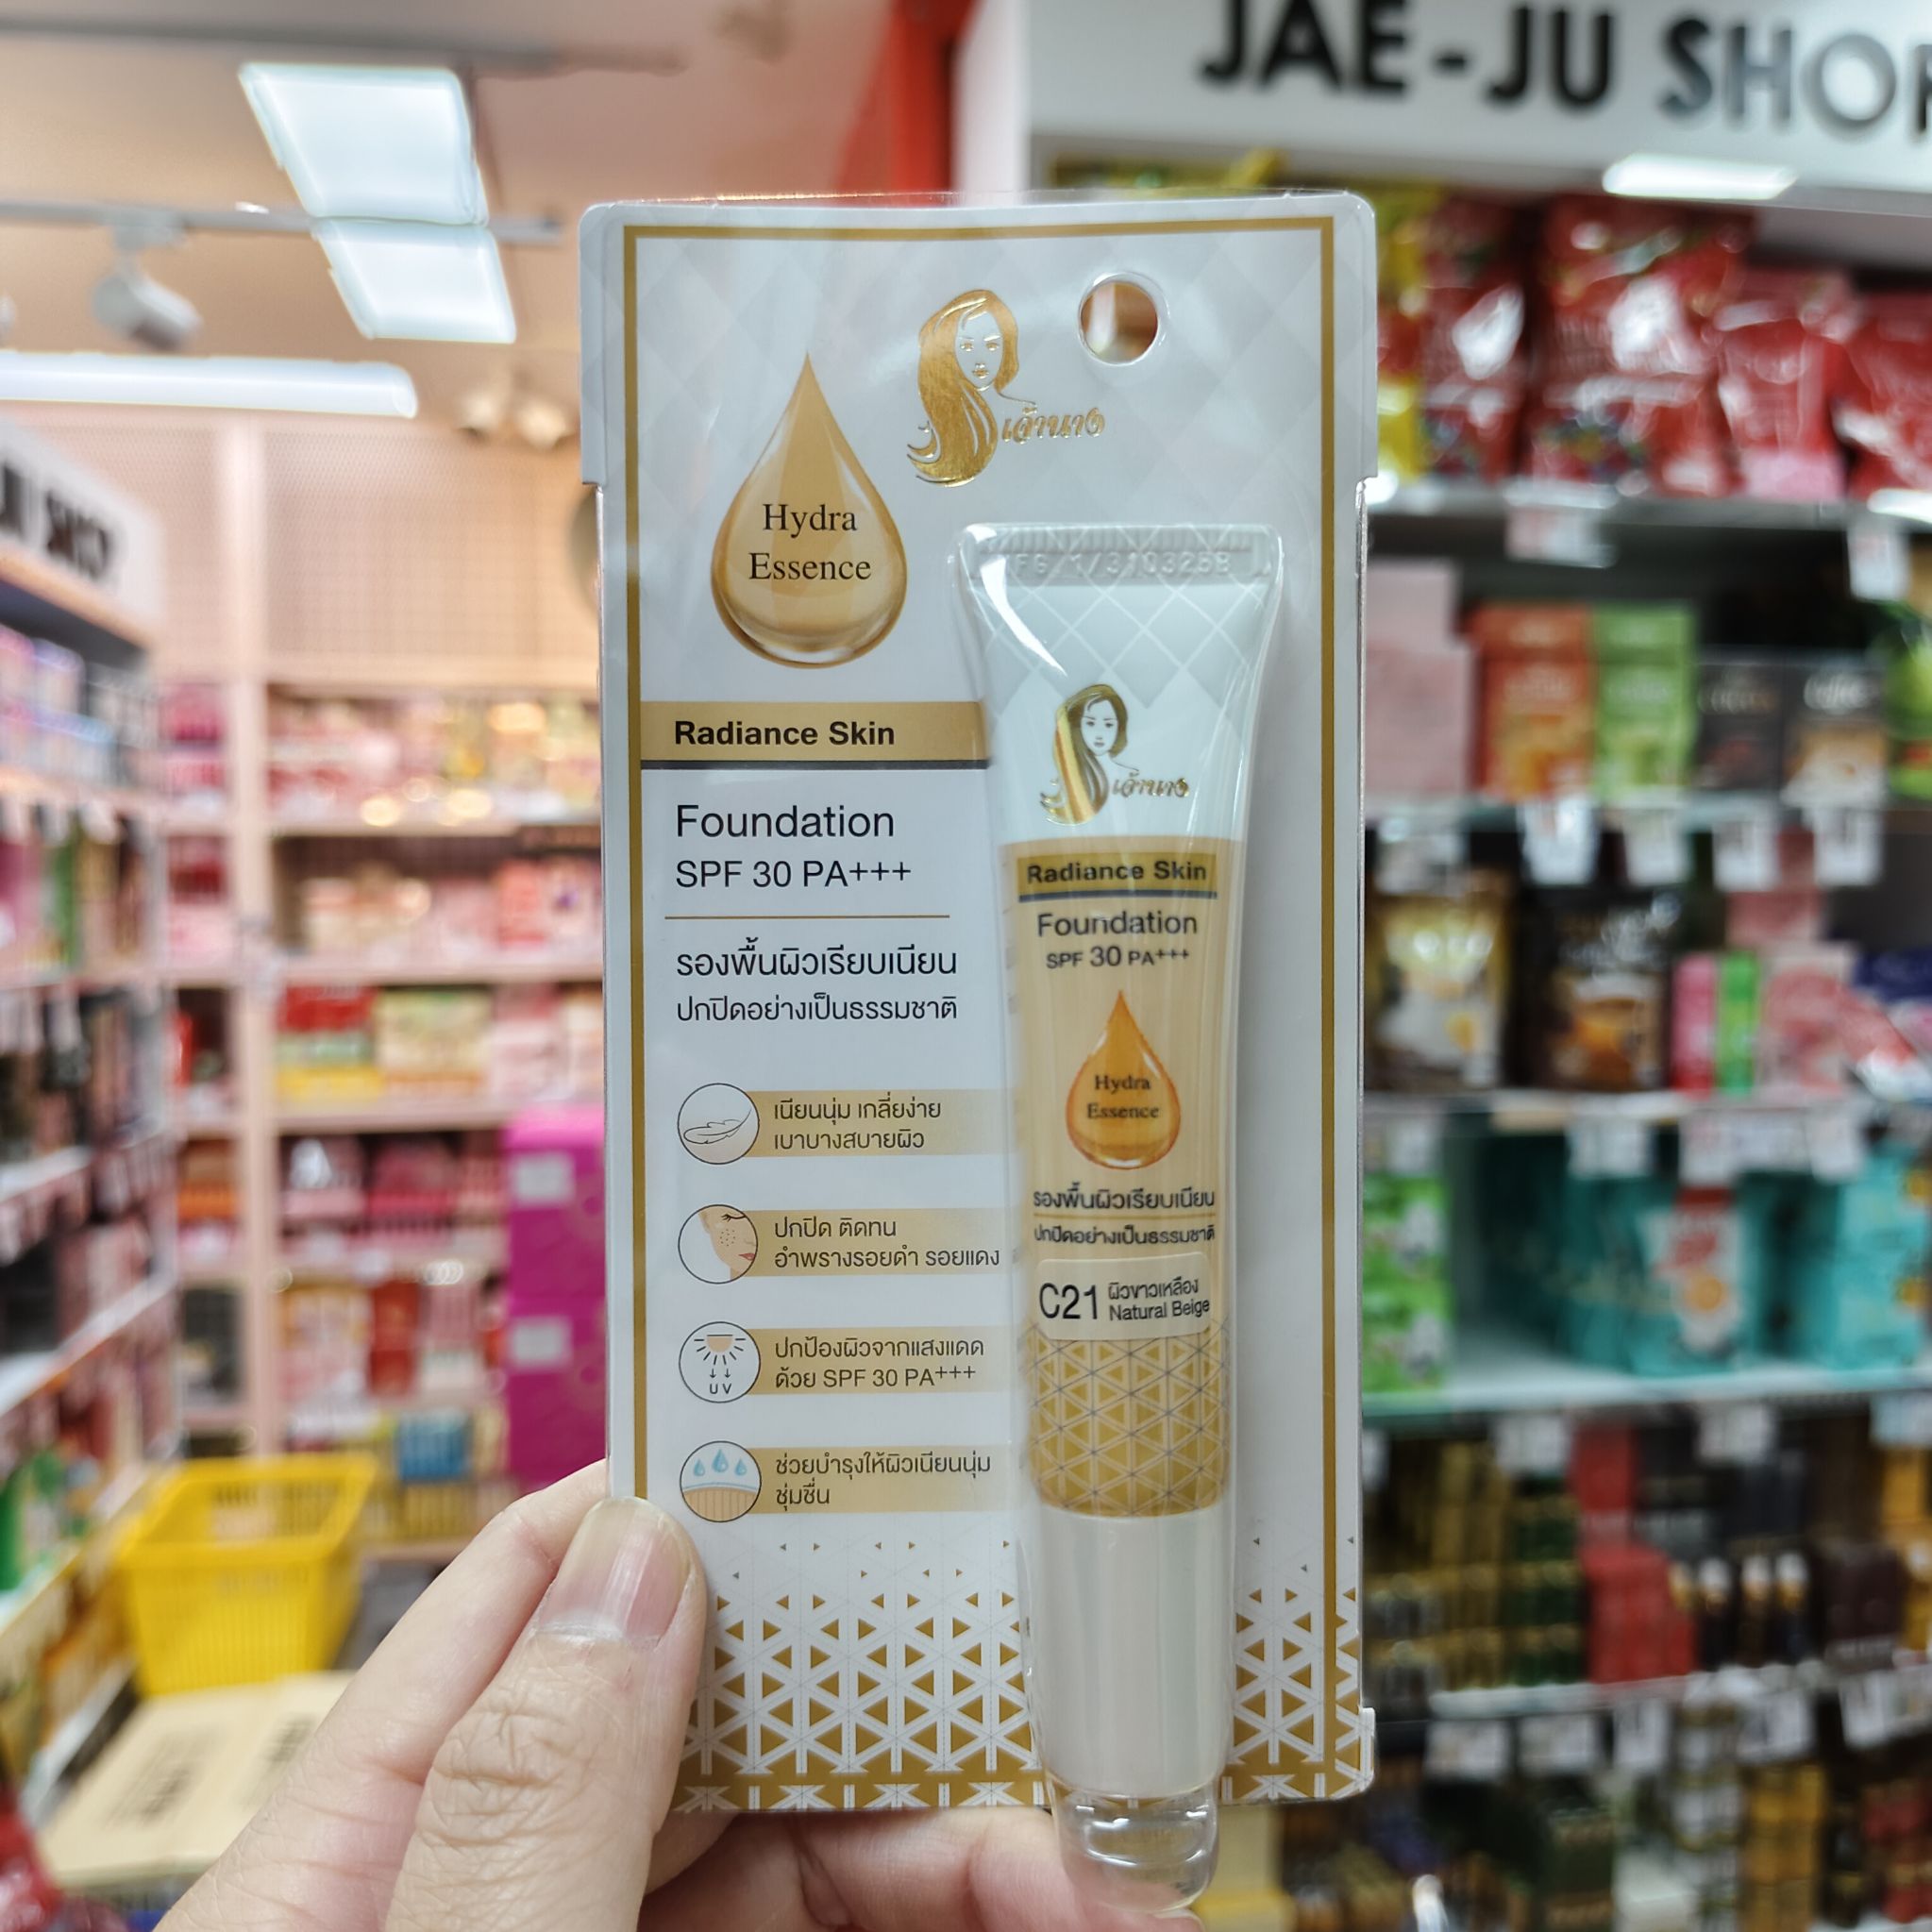 JAE-JU SHOP
เจ้านาง
Hydra
Essence
Radiance Skin
Foundation
SPF 30 PA+++
รองพื้นผิวเรียบเนียน
ปกปิดอย่างเป็นธรรมชาติ
เนียนนุ่ม เกลี่ยง่าย
เบาบางสบายผิว
ปกปิด ติดทน
อำพรางรอยดำ รอยแดง
ปกป้องผิวจากแสงแดด
ด้วย SPF 30 PA+++
UV
ช่วยบำรุงให้ผิวเนียนนุ่ม
ชุ่มชื่น
เจ้านาง
Radiance Skin
Foundation
SPF 30 PA+++
Hydra
Essence
รองพื้นผิวเรียบเนียน
ปกปิดอย่างเป็นธรรมชาติ
C21 ผิวขาวเหลือง
Natural Beige